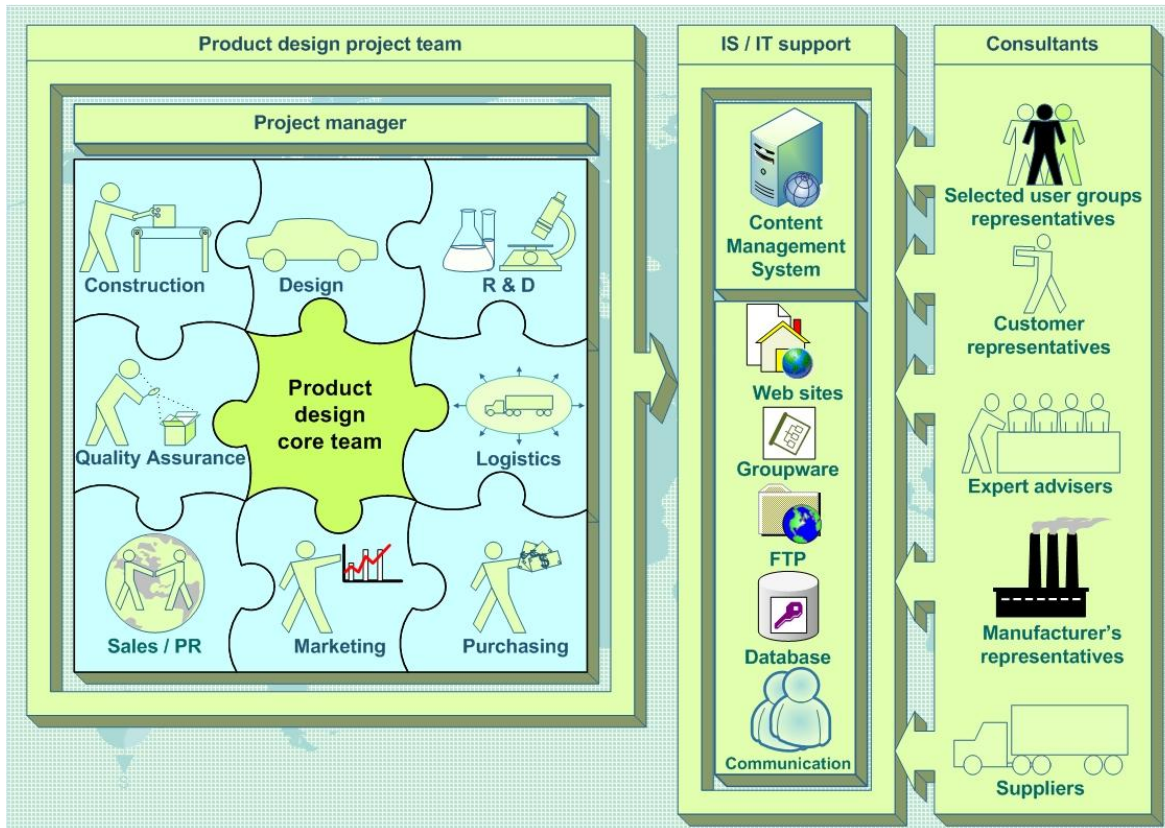 Product design project team
Project manager
Construction
Design
R & D
Product
design
core team
Quality Assurance
Logistics
Sales / PR
Marketing
Purchasing
IS / IT support
Content
Management
System
Web sites
Groupware
FTP
Database
Communication
Consultants
Selected user groups
representatives
Customer
representatives
Expert advisers
Manufacturer's
representatives
Suppliers